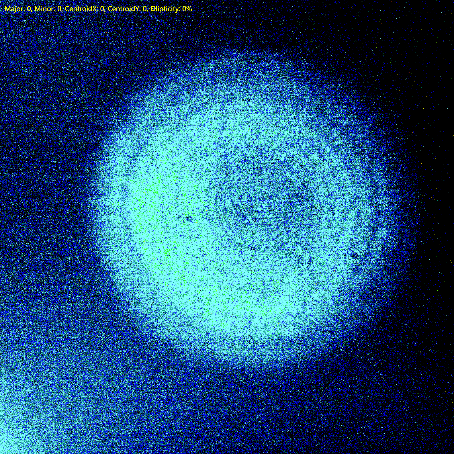 Major: 0, Minor: 0, CentroidX: 0, CentroidY: 0, Ellipticity: 0%